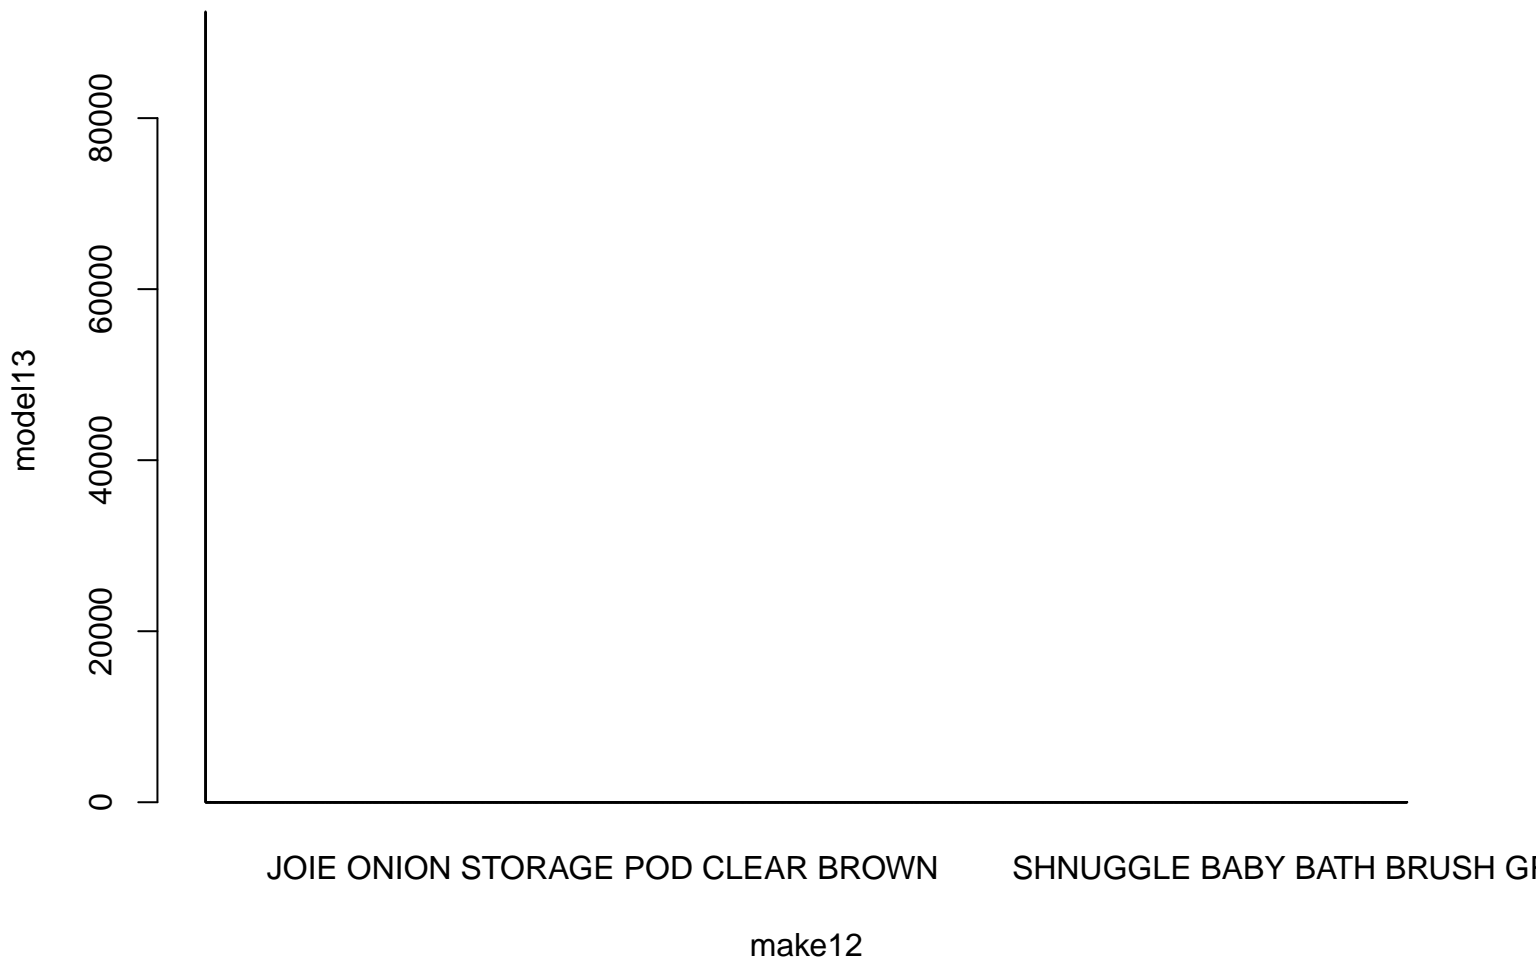 80000
60000
40000
20000
0
model13
JOIE ONION STORAGE POD CLEAR BROWN
SHNUGGLE BABY BATH BRUSH
make12